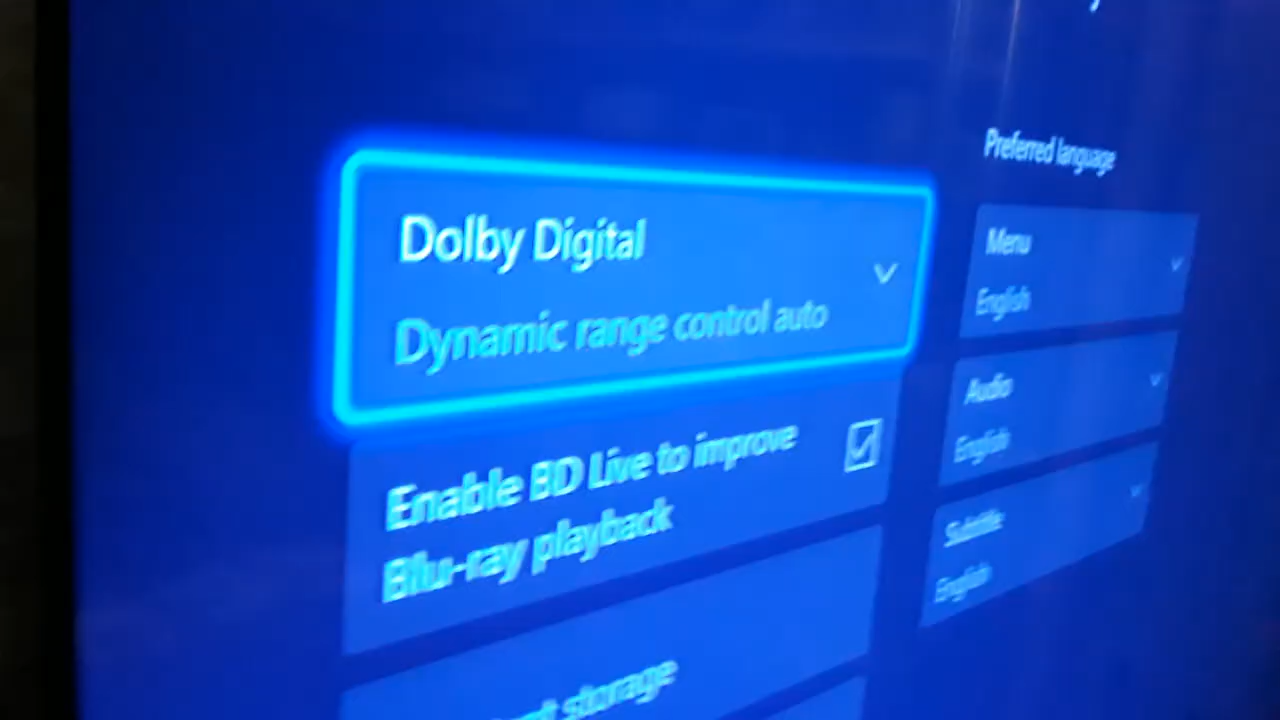 Dolby Digital
Dynamic range control auto
Enable BD Live to improve
Blu-ray playback
storage
Preferred language
Menu
English
Audio
English
Subtitle
English